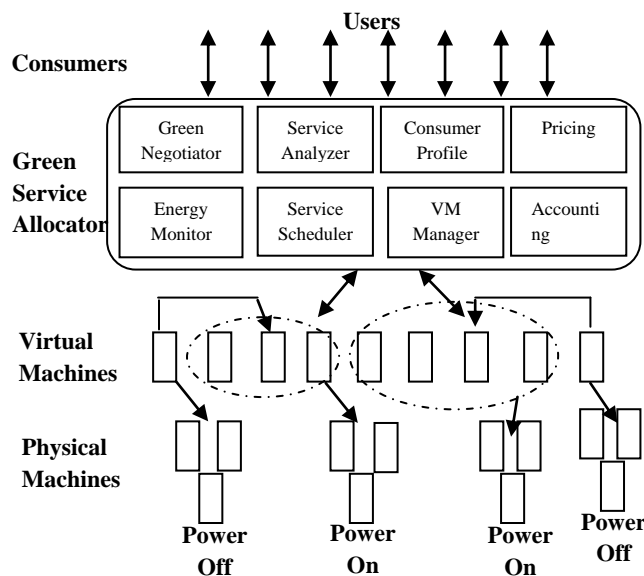 Users
Consumers
Green
Negotiator
Service
Analyzer
Consumer
Profile
Pricing
Green
Service
Allocator
Energy
Monitor
Service
Scheduler
VM
Manager
Accounti
ng
Virtual
Machines
Physical
Machines
Power
Off
Power
On
Power
On
Power
Off